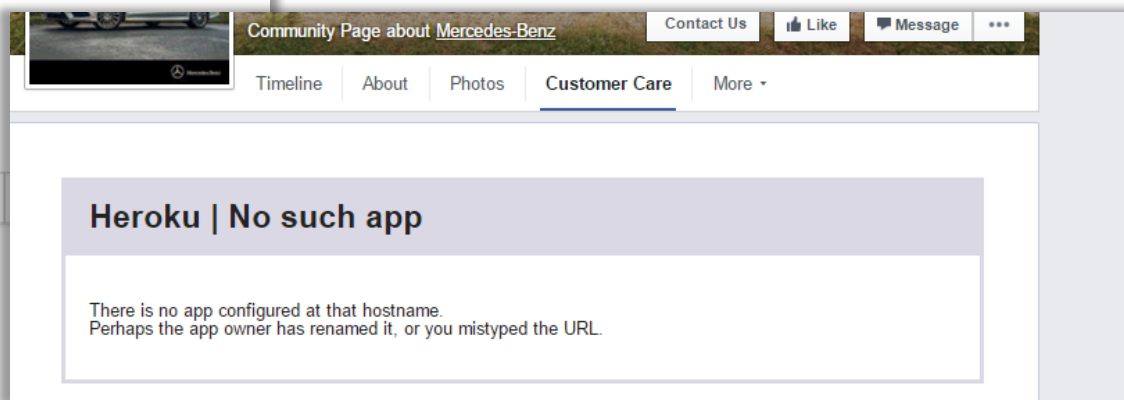 Community Page about Mercedes-Benz
Contact Us
Like
Message
Mercedes-Benz
Timeline
About
Photos
Customer Care
More
Heroku | No such app
There is no app configured at that hostname.
Perhaps the app owner has renamed it, or you mistyped the URL.